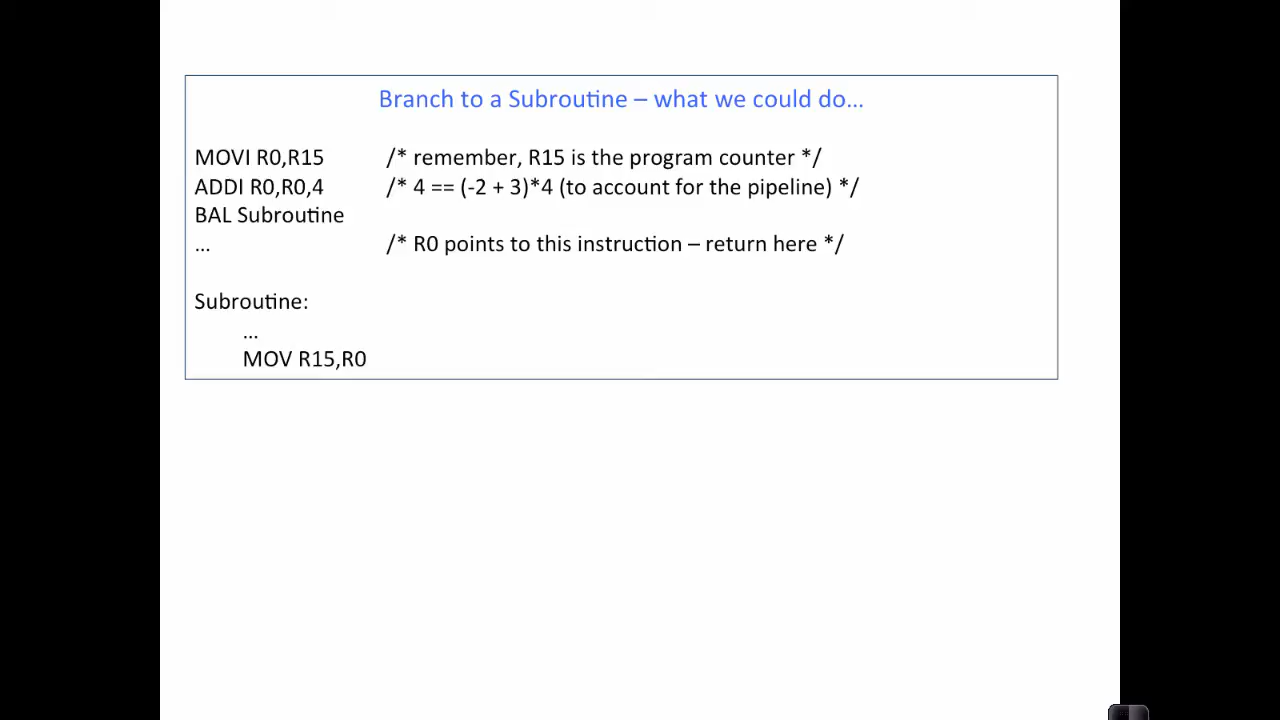 Branch to a Subroutine – what we could do...
MOVI R0,R15 /* remember, R15 is the program counter */
ADDI R0,R0,4 /* 4 == (-2 + 3)*4 (to account for the pipeline) */
BAL Subroutine
... /* R0 points to this instruction – return here */
Subroutine:
...
MOV R15,R0